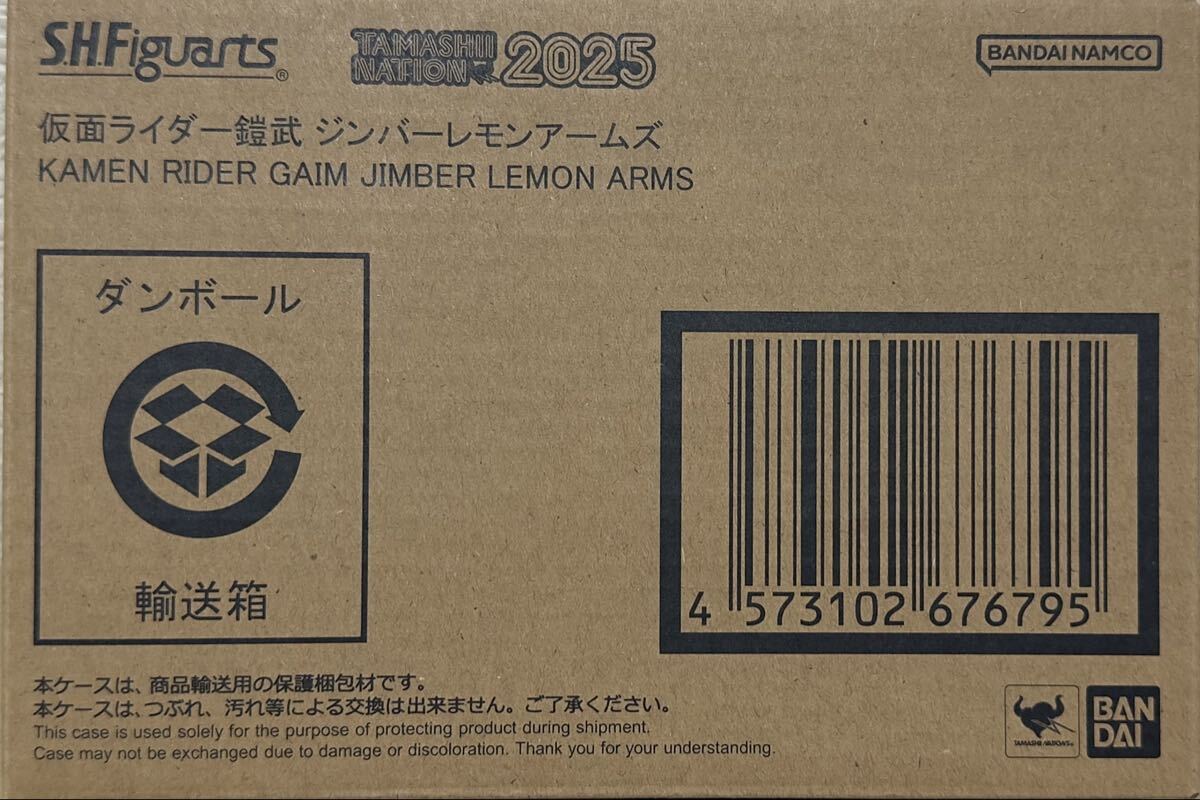 S.H.Figuarts®
TAMASHII NATION 2025
BANDAI NAMCO
仮面ライダー鎧武 ジンバーレモンアームズ
KAMEN RIDER GAIM JIMBER LEMON ARMS
ダンボール
輸送箱
4 573102 676795
本ケースは、商品輸送用の保護梱包材です。
本ケースは、つぶれ、汚れ等による交換は出来ません。ご了承ください。
This case is used solely for the purpose of protecting product during shipment.
Case may not be exchanged due to damage or discoloration. Thank you for your understanding.
TAMASHII NATIONS
BAN
DAI